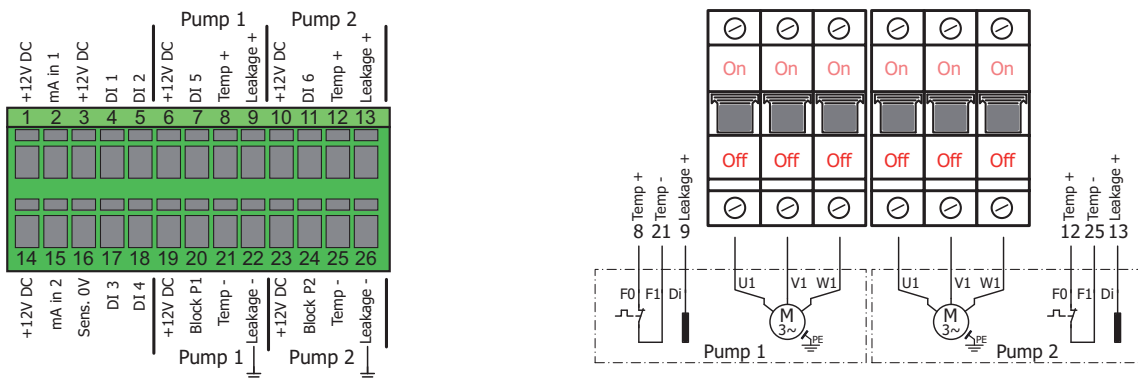 Pump 1 Pump 2
+12V DC
mA in 1
+12V DC
DI 1
DI 2
+12V DC
DI 5
Temp +
Leakage +
+12V DC
DI 6
Temp +
Leakage +
1 2 3 4 5 6 7 8 9 10 11 12 13
14 15 16 17 18 19 20 21 22 23 24 25 26
+12V DC
mA in 2
Sens. 0V
DI 3
DI 4
+12V DC
Block P1
Temp -
Leakage -
+12V DC
Block P2
Temp -
Leakage -
Pump 1 Pump 2
On On On On On On
Off Off Off Off Off Off
Temp +
Temp -
Leakage +
8 21 9
Temp +
Temp -
Leakage +
12 25 13
F0 F1 Di U1 V1 W1
M
3~
PE
Pump 1
U1 V1 W1 F0 F1 Di
M
3~
PE
Pump 2